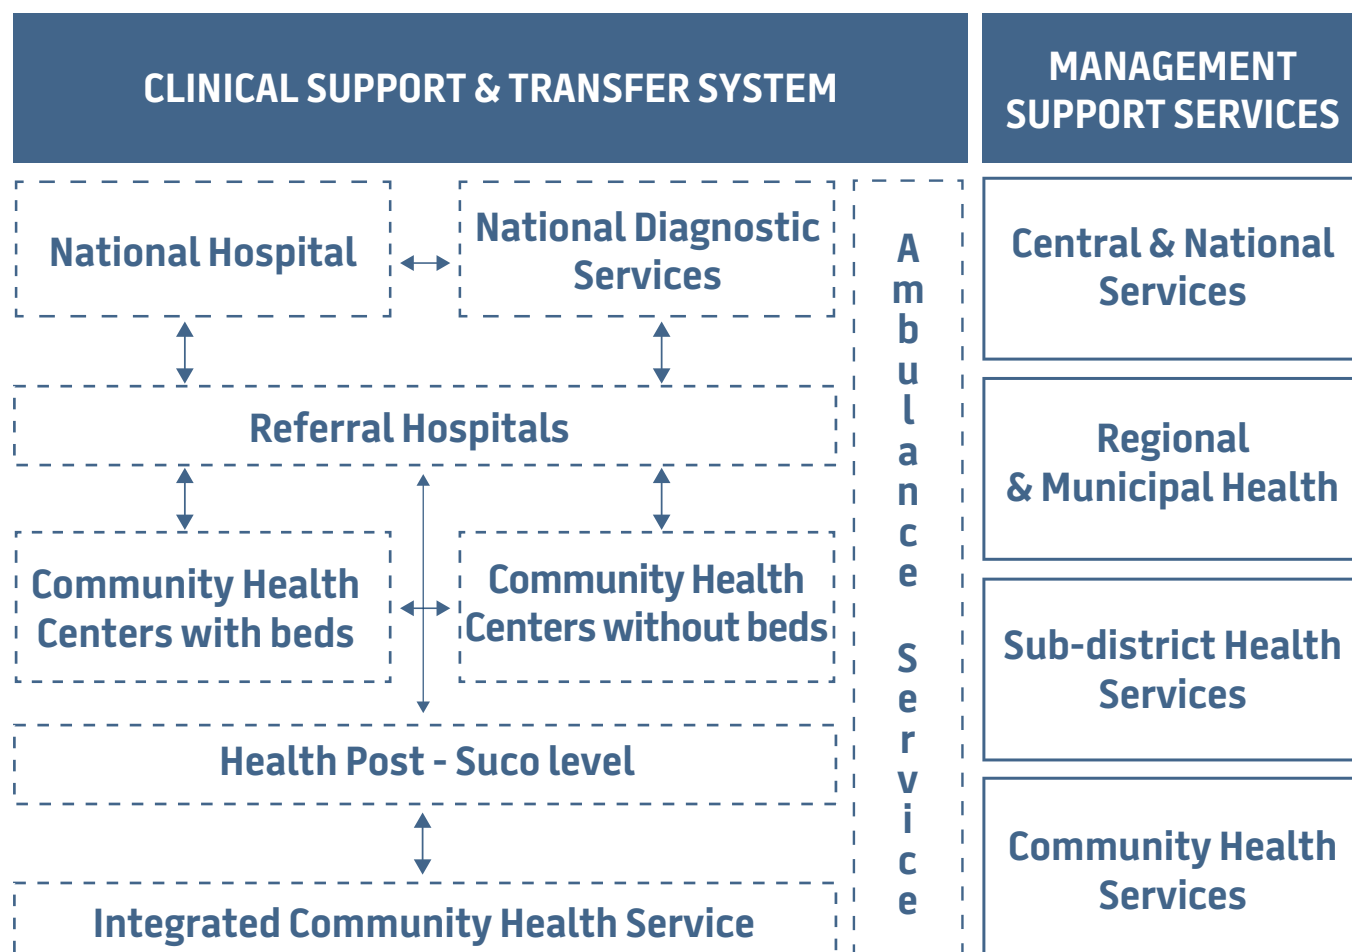 CLINICAL SUPPORT & TRANSFER SYSTEM
MANAGEMENT
SUPPORT SERVICES
National Hospital
National Diagnostic
Services
Referral Hospitals
Community Health
Centers with beds
Community Health
Centers without beds
Health Post - Suco level
Integrated Community Health Service
Ambulance Service
Central & National
Services
Regional
& Municipal Health
Sub-district Health
Services
Community Health
Services